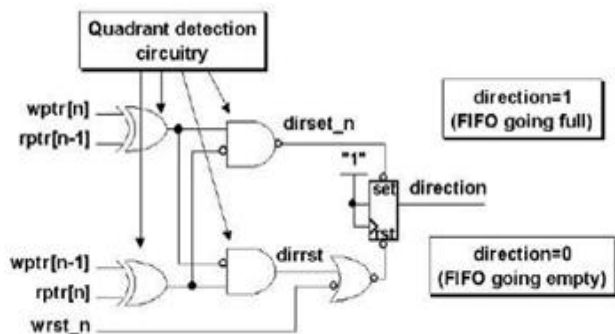 Quadrant detection
circuitry
wptr[n]
rptr[n-1]
dirset_n
direction=1
(FIFO going full)
"1"
set
direction
rst
wptr[n-1]
rptr[n]
dirrst
direction=0
(FIFO going empty)
wrst_n